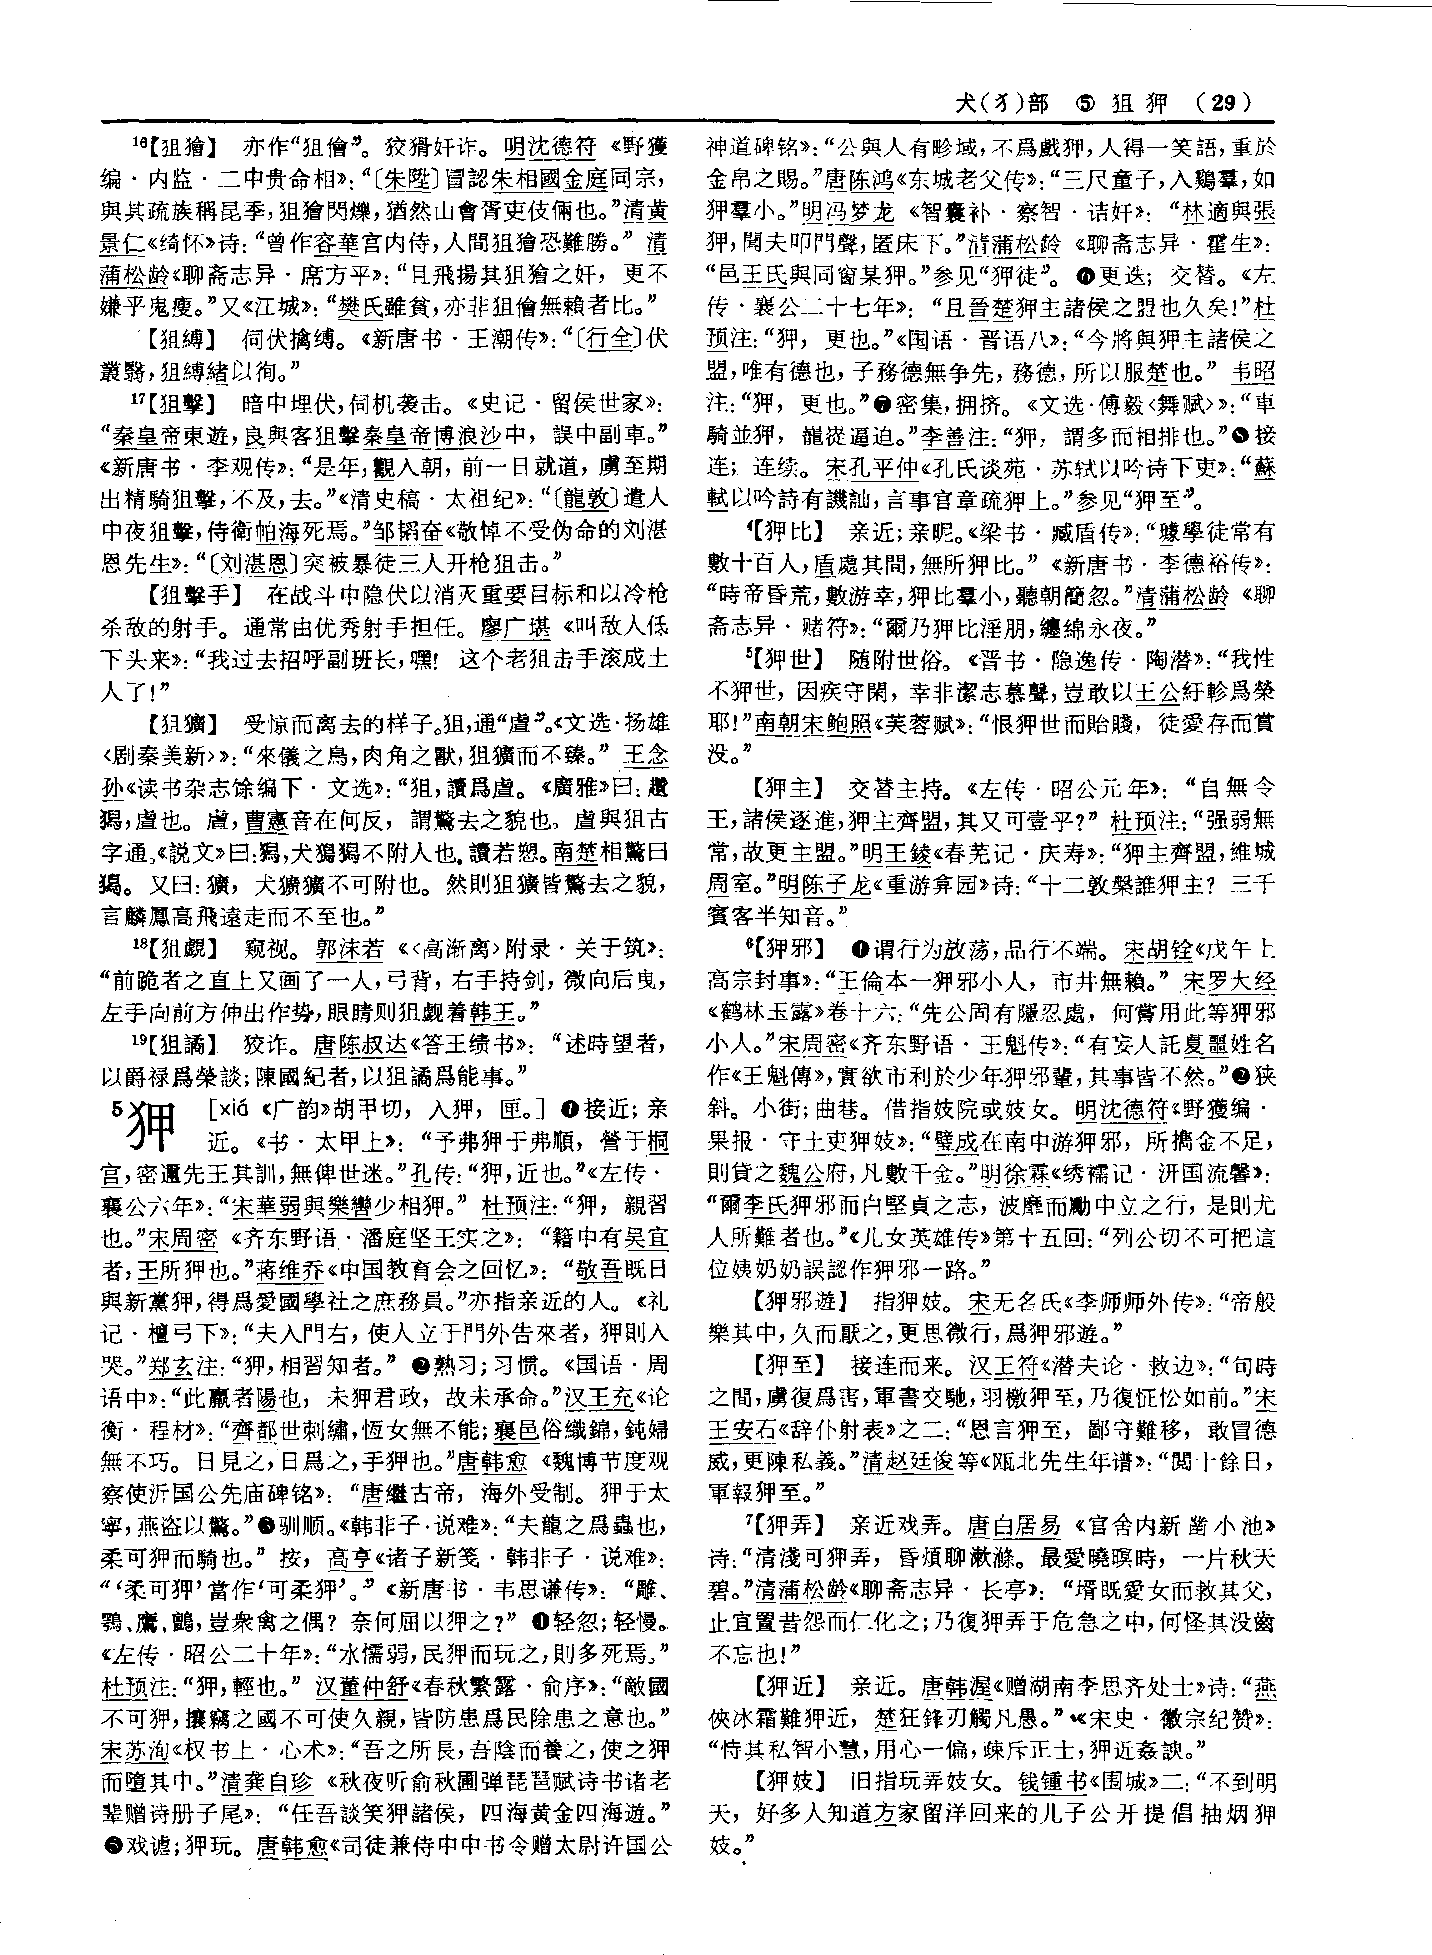 犬(犭)部 ⑤ 狙狎 (29)
16【狙獪】 亦作“狙儈”。狡猾奸诈。明沈德符《野獲
编·内监·二中贵命相》：“〔朱陞〕冒認朱相國金庭同宗，
與其疏族稱昆季，狙獪閃爍，猶然山會胥吏伎倆也。”清黄
景仁《绮怀》诗：“曾作容華宫内侍，人間狙獪恐難勝。” 清
蒲松龄《聊斋志异·席方平》：“且飛揚其狙獪之奸，更不
嫌乎鬼瘦。”又《江城》：“樊氏雖貧，亦非狙儈無賴者比。”
【狙縛】 伺伏擒缚。《新唐书·王潮传》：“〔行全〕伏
叢翳，狙縛緒以徇。”
17【狙擊】 暗中埋伏，伺机袭击。《史记·留侯世家》：
“秦皇帝東遊，良與客狙擊秦皇帝博浪沙中，誤中副車。”
《新唐书·李观传》：“是年，觀入朝，前一日就道，虜至期
出精騎狙擊，不及，去。”《清史稿·太祖纪》：“〔龍敦〕遣人
中夜狙擊，侍衛帕海死焉。”邹韬奋《敬悼不受伪命的刘湛
恩先生》：“〔刘湛恩〕突被暴徒三人开枪狙击。”
【狙擊手】 在战斗中隐伏以消灭重要目标和以冷枪
杀敌的射手。通常由优秀射手担任。廖广堪《叫敌人低
下头来》：“我过去招呼副班长，嘿！这个老狙击手滚成土
人了！”
【狙獷】 受惊而离去的样子。狙，通“虘”。《文选·扬雄
〈剧秦美新〉》：“來儀之鳥，肉角之獸，狙獷而不臻。” 王念
孙《读书杂志馀编下·文选》：“狙，讀爲虘。《廣雅》曰：
獡，虘也。虘，曹憲音在何反，謂驚去之貌也。虘與狙古
字通。《説文》曰：獡，犬獡獡不附人也。讀若愬。南楚相驚曰
獡。又曰：獷，犬獷獷不可附也。然則狙獷皆驚去之貌，
言麟鳳高飛遠走而不至也。”
18【狙覷】 窥视。郭沫若《〈高渐离〉附录·关于筑》：
“前跪者之直上又画了一人，弓背，右手持剑，微向后曳，
左手向前方伸出作势，眼睛则狙觑着韩王。”
19【狙譎】 狡诈。唐陈叔达《答王绩书》：“述時望者，
以爵禄爲榮談；陳國紀者，以狙譎爲能事。”
5狎 [xiá 《广韵》胡甲切，入狎，匣。] ❶接近；亲
近。《书·太甲上》：“予弗狎于弗順，營于桐
宫，密邇先王其訓，無俾世迷。”孔传：“狎，近也。”《左传·
襄公六年》：“宋華弱與樂轡少相狎。” 杜预注：“狎，親習
也。”宋周密《齐东野语·潘庭坚王实之》：“籍中有吴宜
者，王所狎也。”蒋维乔《中国教育会之回忆》：“敬吾既日
與新黨狎，得爲愛國學社之庶務員。”亦指亲近的人。《礼
记·檀弓下》：“夫入門右，使人立于門外告來者，狎則入
哭。”郑玄注：“狎，相習知者。” ❷熟习；习惯。《国语·周
语中》：“此羸者陽也，未狎君政，故未承命。”汉王充《论
衡·程材》：“齊都世刺繡，恆女無不能；襄邑俗織錦，鈍婦
無不巧。日見之，日爲之，手狎也。”唐韩愈《魏博节度观
察使沂国公先庙碑铭》：“唐繼古帝，海外受制。狎于太
寧，燕盗以驚。”❸驯顺。《韩非子·说难》：“夫龍之爲蟲也，
柔可狎而騎也。”按，高亨《诸子新笺·韩非子·说难》：
“‘柔可狎’當作‘可柔狎’。”《新唐书·韦思谦传》：“雕、
鶚、鷹、鸇，豈衆禽之偶？奈何屈以狎之？” ❹轻忽；轻慢。
《左传·昭公二十年》：“水懦弱，民狎而玩之，則多死焉。”
杜预注：“狎，輕也。” 汉董仲舒《春秋繁露·俞序》：“敵國
不可狎，攘竊之國不可使久親，皆防患爲民除患之意也。”
宋苏洵《权书上·心术》：“吾之所長，吾陰而養之，使之狎
而墮其中。”清龚自珍《秋夜听俞秋圃弹琵琶赋诗书诸老
辈赠诗册子尾》：“任吾談笑狎諸侯，四海黄金四海遊。”
❺戏谑；狎玩。唐韩愈《司徒兼侍中中书令赠太尉许国公
神道碑铭》：“公與人有畛域，不爲戲狎，人得一笑語，重於
金帛之賜。”唐陈鸿《东城老父传》：“三尺童子，入鷄羣，如
狎羣小。”明冯梦龙《智囊补·察智·诘奸》：“林適與張
狎，聞夫叩門聲，匿床下。”清蒲松龄《聊斋志异·霍生》：
“邑王氏與同窗某狎。”参见“狎徒”。❻更迭；交替。《左
传·襄公二十七年》：“且晋楚狎主諸侯之盟也久矣！”杜
预注：“狎，更也。”《国语·晋语八》：“今將與狎主諸侯之
盟，唯有德也，子務德無争先，務德，所以服楚也。” 韦昭
注：“狎，更也。”❼密集，拥挤。《文选·傅毅〈舞赋〉》：“車
騎並狎，巃嵸逼迫。”李善注：“狎，謂多而相排也。”❽接
连；连续。宋孔平仲《孔氏谈苑·苏轼以吟诗下吏》：“蘇
軾以吟詩有譏訕，言事官章疏狎上。”参见“狎至”。
4【狎比】 亲近；亲昵。《梁书·臧盾传》：“璩學徒常有
數十百人，盾處其間，無所狎比。”《新唐书·李德裕传》：
“時帝昏荒，數游幸，狎比羣小，聽朝簡忽。”清蒲松龄《聊
斋志异·赌符》：“爾乃狎比淫朋，纏綿永夜。”
5【狎世】 随附世俗。《晋书·隐逸传·陶潜》：“我性
不狎世，因疾守閑，幸非潔志慕聲，豈敢以王公紆軫爲榮
耶！”南朝宋鲍照《芙蓉赋》：“恨狎世而貽賤，徒愛存而賞
没。”
【狎主】 交替主持。《左传·昭公元年》：“自無令
王，諸侯逐進，狎主齊盟，其又可壹乎？”杜预注：“强弱無
常，故更主盟。”明王錂《春芜记·庆寿》：“狎主齊盟，維城
周室。”明陈子龙《重游弇园》诗：“十二敦槃誰狎主？三千
賓客半知音。”
6【狎邪】 ❶谓行为放荡，品行不端。宋胡铨《戊午上
高宗封事》：“王倫本一狎邪小人，市井無賴。” 宋罗大经
《鹤林玉露》卷十六：“先公固有隱忍處，何嘗用此等狎邪
小人。”宋周密《齐东野语·王魁传》：“有妄人託夏噩姓名
作《王魁傳》，實欲市利於少年狎邪輩，其事皆不然。”❷狭
斜。小街；曲巷。借指妓院或妓女。明沈德符《野獲编·
果报·守土吏狎妓》：“璧成在南中游狎邪，所攜金不足，
則貸之魏公府，凡數千金。”明徐霖《绣襦记·汧国流馨》：
“爾李氏狎邪而白堅貞之志，波靡而勵中立之行，是則尤
人所難者也。”《儿女英雄传》第十五回：“列公切不可把這
位姨奶奶誤認作狎邪一路。”
【狎邪遊】 指狎妓。宋无名氏《李师师外传》：“帝般
樂其中，久而厭之，更思微行，爲狎邪遊。”
【狎至】 接连而来。汉王符《潜夫论·救边》：“旬時
之間，虜復爲害，軍書交馳，羽檄狎至，乃復怔忪如前。”宋
王安石《辞仆射表》之二：“恩言狎至，鄙守難移，敢冒德
威，更陳私義。”清赵廷俊等《瓯北先生年谱》：“閲十餘日，
軍報狎至。”
7【狎弄】 亲近戏弄。唐白居易《官舍内新凿小池》
诗：“清淺可狎弄，昏煩聊漱滌。最愛曉暝時，一片秋天
碧。”清蒲松龄《聊斋志异·长亭》：“壻既愛女而救其父，
止宜置昔怨而仁化之；乃復狎弄于危急之中，何怪其没齒
不忘也！”
【狎近】 亲近。唐韩渥《赠湖南李思齐处士》诗：“燕
俠冰霜難狎近，楚狂鋒刃觸凡愚。”《宋史·徽宗纪赞》：
“恃其私智小慧，用心一偏，疎斥正士，狎近姦諛。”
【狎妓】 旧指玩弄妓女。钱锺书《围城》二：“不到明
天，好多人知道方家留洋回来的儿子公开提倡抽烟狎
妓。”